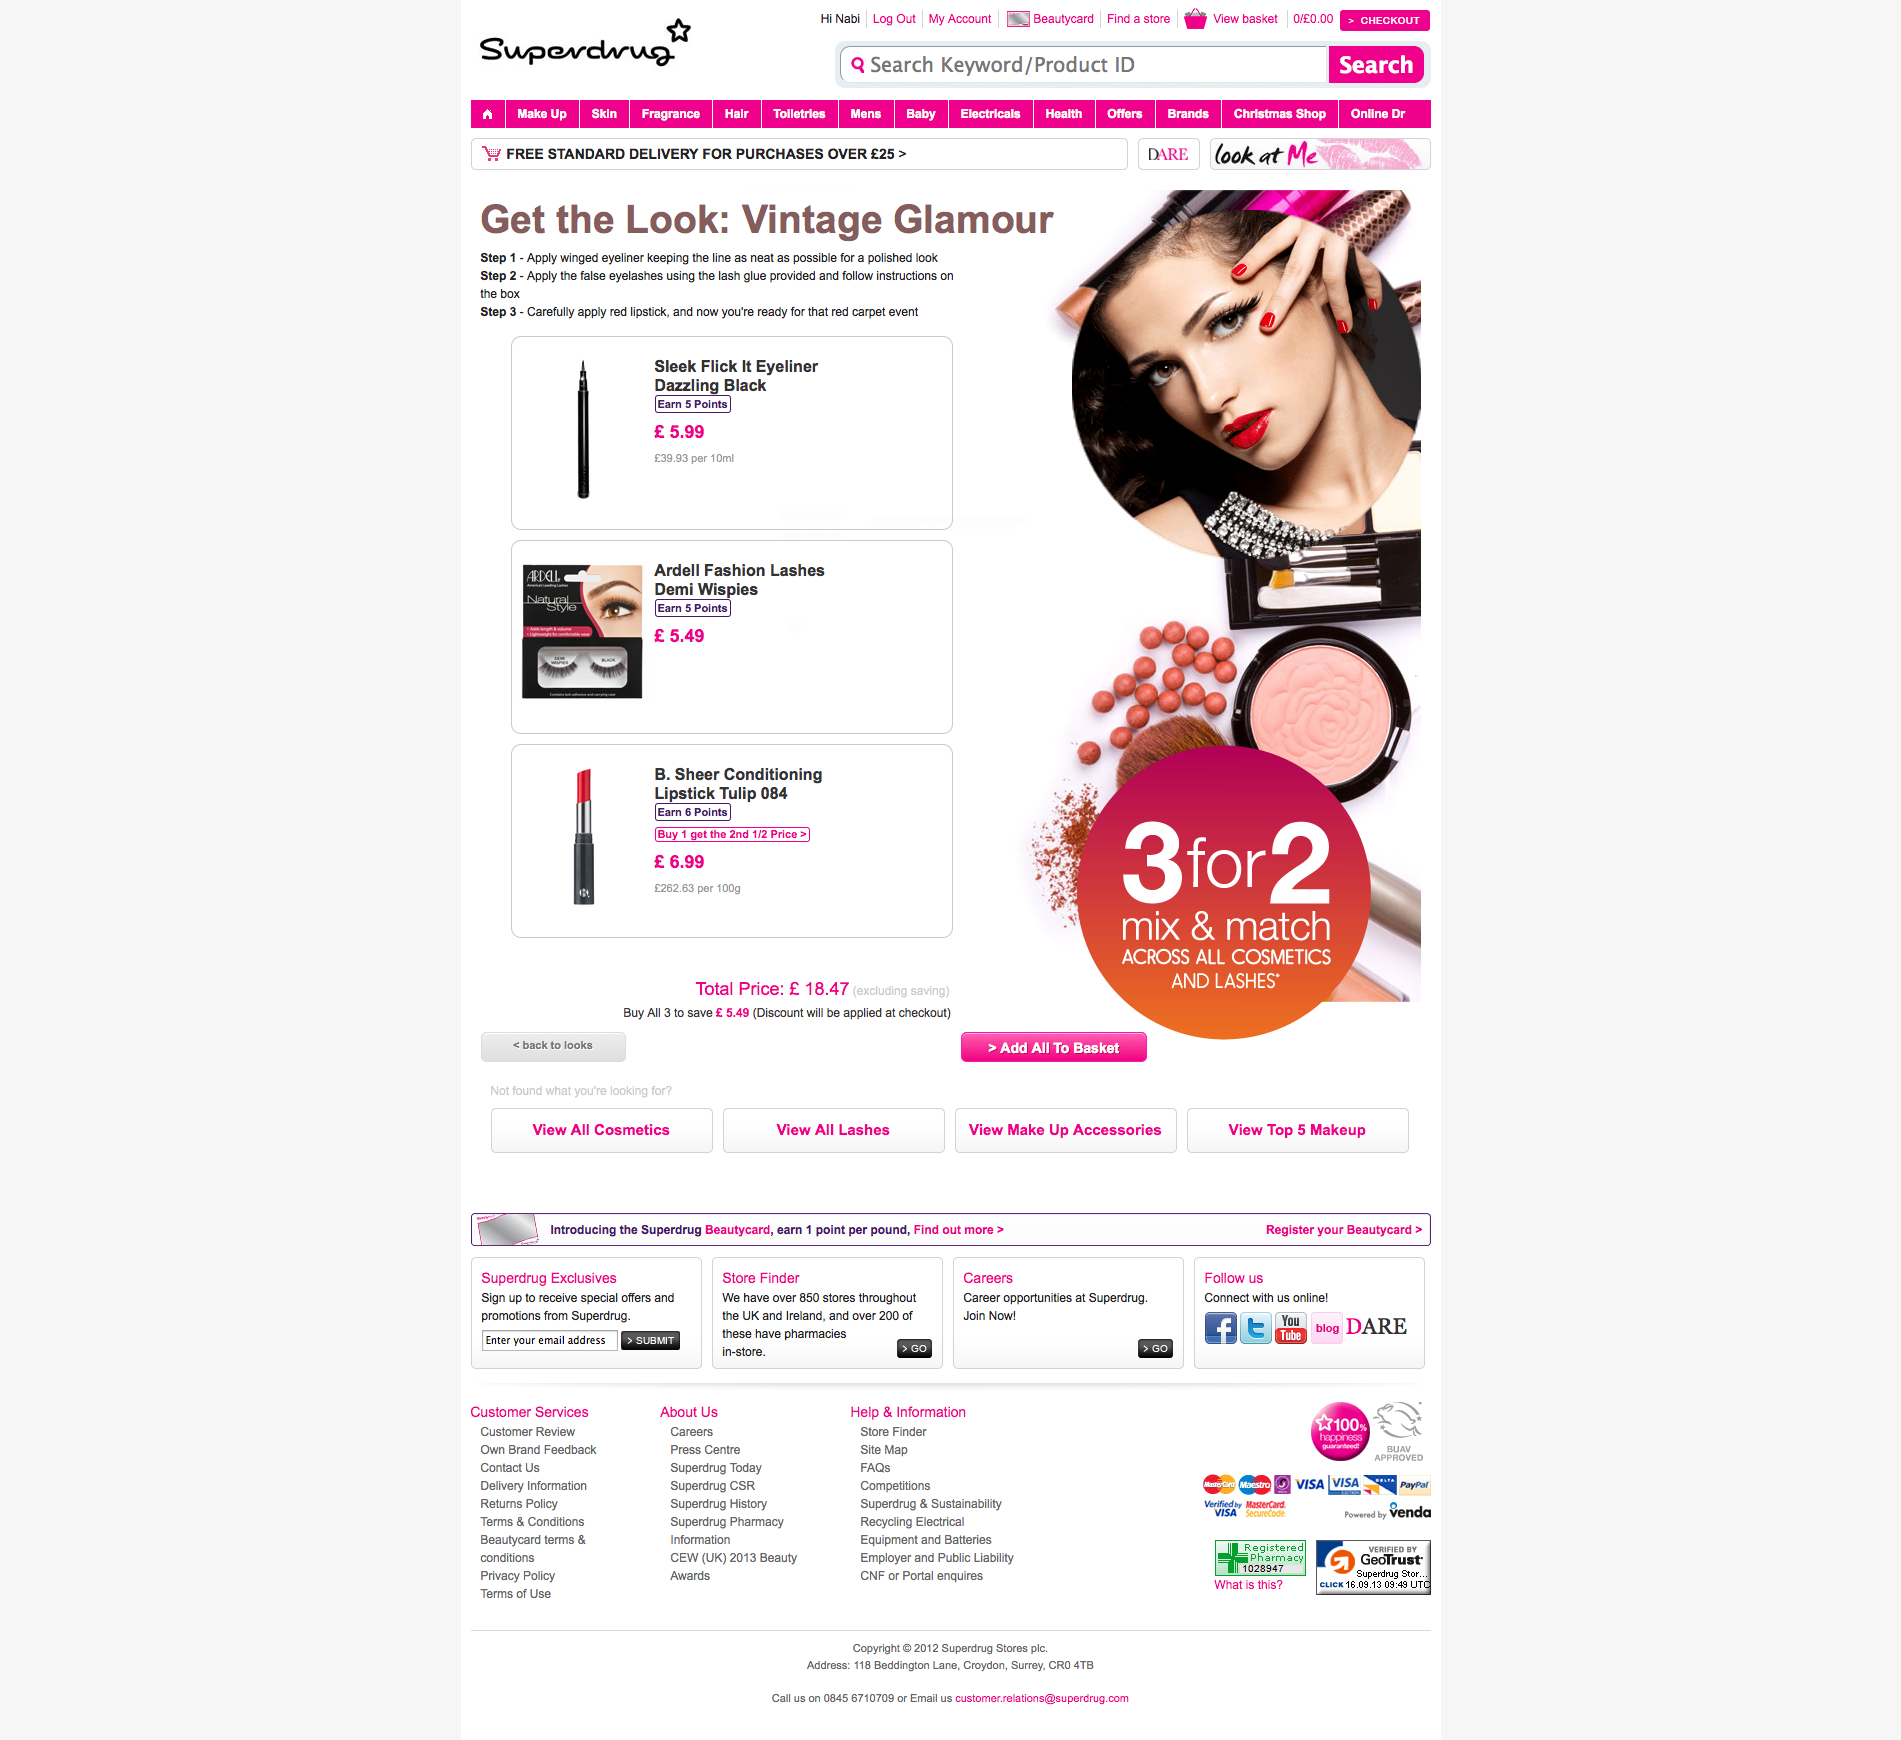 Superdrug
Hi Nabi Log Out My Account Beautycard Find a store View basket 0/£0.00 > CHECKOUT
Search Keyword/Product ID Search
Make Up Skin Fragrance Hair Toiletries Mens Baby Electricals Health Offers Brands Christmas Shop Online Dr
FREE STANDARD DELIVERY FOR PURCHASES OVER £25 > DARE look at Me
Get the Look: Vintage Glamour
Step 1 - Apply winged eyeliner keeping the line as neat as possible for a polished look
Step 2 - Apply the false eyelashes using the lash glue provided and follow instructions on
the box
Step 3 - Carefully apply red lipstick, and now you're ready for that red carpet event
Sleek Flick It Eyeliner
Dazzling Black
Earn 5 Points
£ 5.99
£39.93 per 10ml
ARDELL
America's Leading Lashes
Natural
Style
• Adds length & volume
• Lightweight for comfortable wear
DEMI
WISPIES
BLACK
Contains lash adhesive and carrying case
Ardell Fashion Lashes
Demi Wispies
Earn 5 Points
£ 5.49
B. Sheer Conditioning
Lipstick Tulip 084
Earn 6 Points
Buy 1 get the 2nd 1/2 Price >
£ 6.99
£262.63 per 100g
3 for 2
mix & match
ACROSS ALL COSMETICS
AND LASHES*
Total Price: £ 18.47 (excluding saving)
Buy All 3 to save £ 5.49 (Discount will be applied at checkout)
< back to looks
> Add All To Basket
Not found what you're looking for?
View All Cosmetics View All Lashes View Make Up Accessories View Top 5 Makeup
Introducing the Superdrug Beautycard, earn 1 point per pound, Find out more > Register your Beautycard >
Superdrug Exclusives
Sign up to receive special offers and
promotions from Superdrug.
Enter your email address > SUBMIT
Store Finder
We have over 850 stores throughout
the UK and Ireland, and over 200 of
these have pharmacies
in-store.
> GO
Careers
Career opportunities at Superdrug.
Join Now!
> GO
Follow us
Connect with us online!
f t You Tube blog DARE
Customer Services
Customer Review
Own Brand Feedback
Contact Us
Delivery Information
Returns Policy
Terms & Conditions
Beautycard terms &
conditions
Privacy Policy
Terms of Use
About Us
Careers
Press Centre
Superdrug Today
Superdrug CSR
Superdrug History
Superdrug Pharmacy
Information
CEW (UK) 2013 Beauty
Awards
Help & Information
Store Finder
Site Map
FAQs
Competitions
Superdrug & Sustainability
Recycling Electrical
Equipment and Batteries
Employer and Public Liability
CNF or Portal enquires
100%
happiness
guaranteed!
BUAV
APPROVED
MasterCard Maestro VISA VISA ELECTRON DELTA PayPal
Verified by VISA MasterCard. SecureCode. Powered by venda
Registered
Pharmacy
1028947
What is this?
VERIFIED BY
GeoTrust
Superdrug Stor...
CLICK 16.09.13 09:49 UTC
Copyright © 2012 Superdrug Stores plc.
Address: 118 Beddington Lane, Croydon, Surrey, CR0 4TB
Call us on 0845 6710709 or Email us customer.relations@superdrug.com